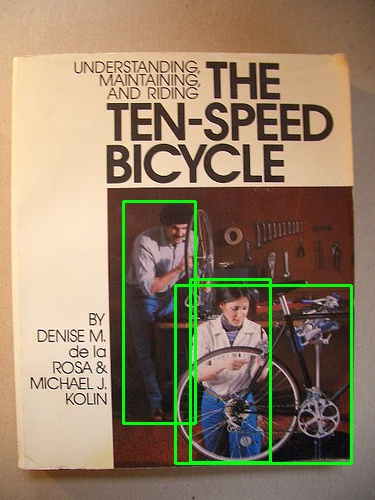 UNDERSTANDING,
MAINTAINING,
AND RIDING
THE
TEN-SPEED
BICYCLE
BY
DENISE M.
de la
ROSA &
MICHAEL J.
KOLIN